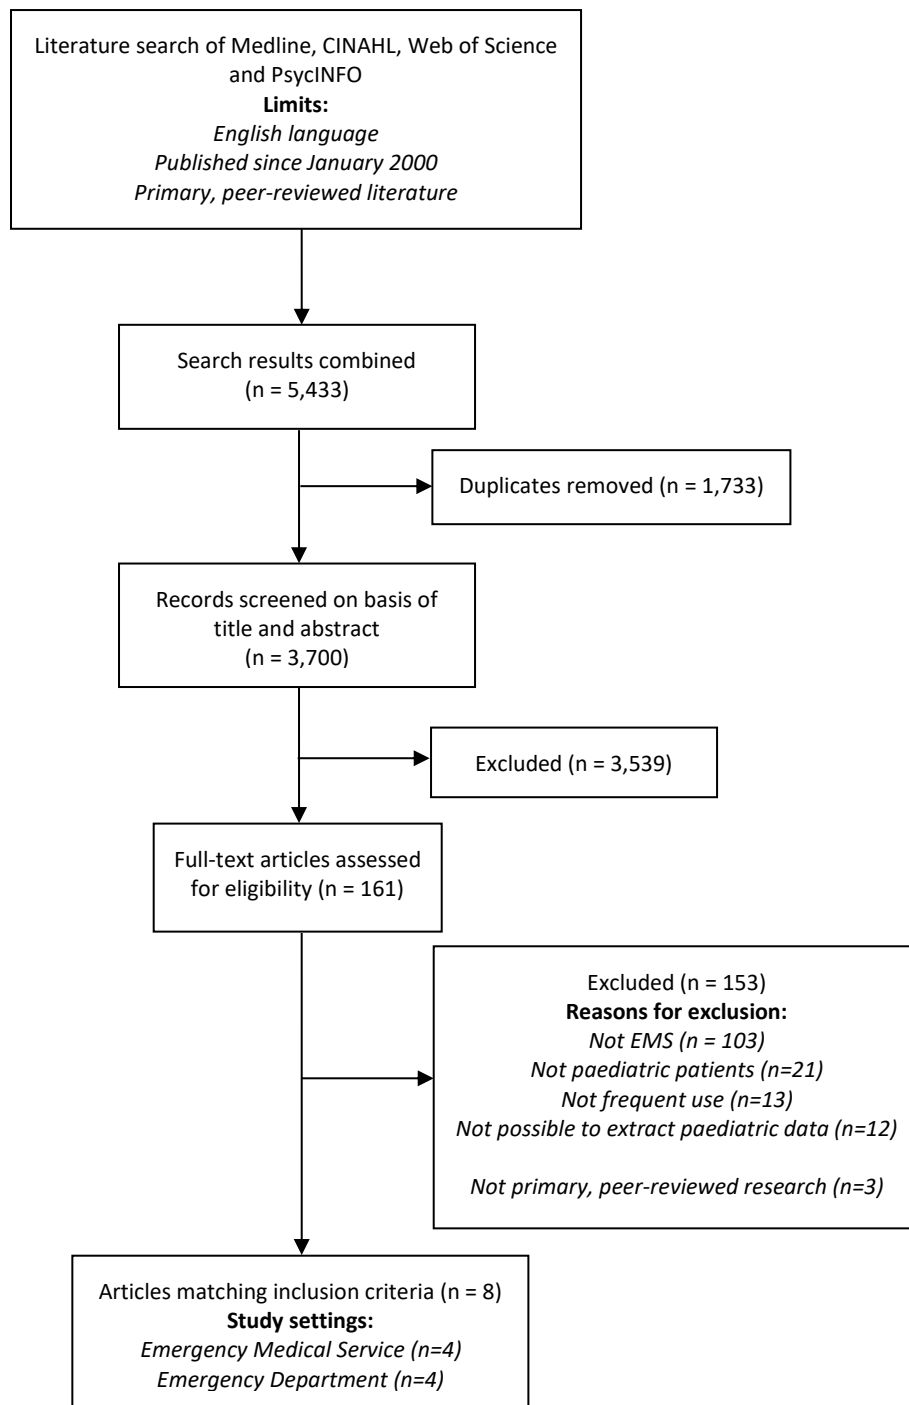 Literature search of Medline, CINAHL, Web of Science
and PsycINFO
Limits:
English language
Published since January 2000
Primary, peer-reviewed literature
Search results combined
(n = 5,433)
Duplicates removed (n = 1,733)
Records screened on basis of
title and abstract
(n = 3,700)
Excluded (n = 3,539)
Full-text articles assessed
for eligibility (n = 161)
Excluded (n = 153)
Reasons for exclusion:
Not EMS (n = 103)
Not paediatric patients (n=21)
Not frequent use (n=13)
Not possible to extract paediatric data (n=12)
Not primary, peer-reviewed research (n=3)
Articles matching inclusion criteria (n = 8)
Study settings:
Emergency Medical Service (n=4)
Emergency Department (n=4)